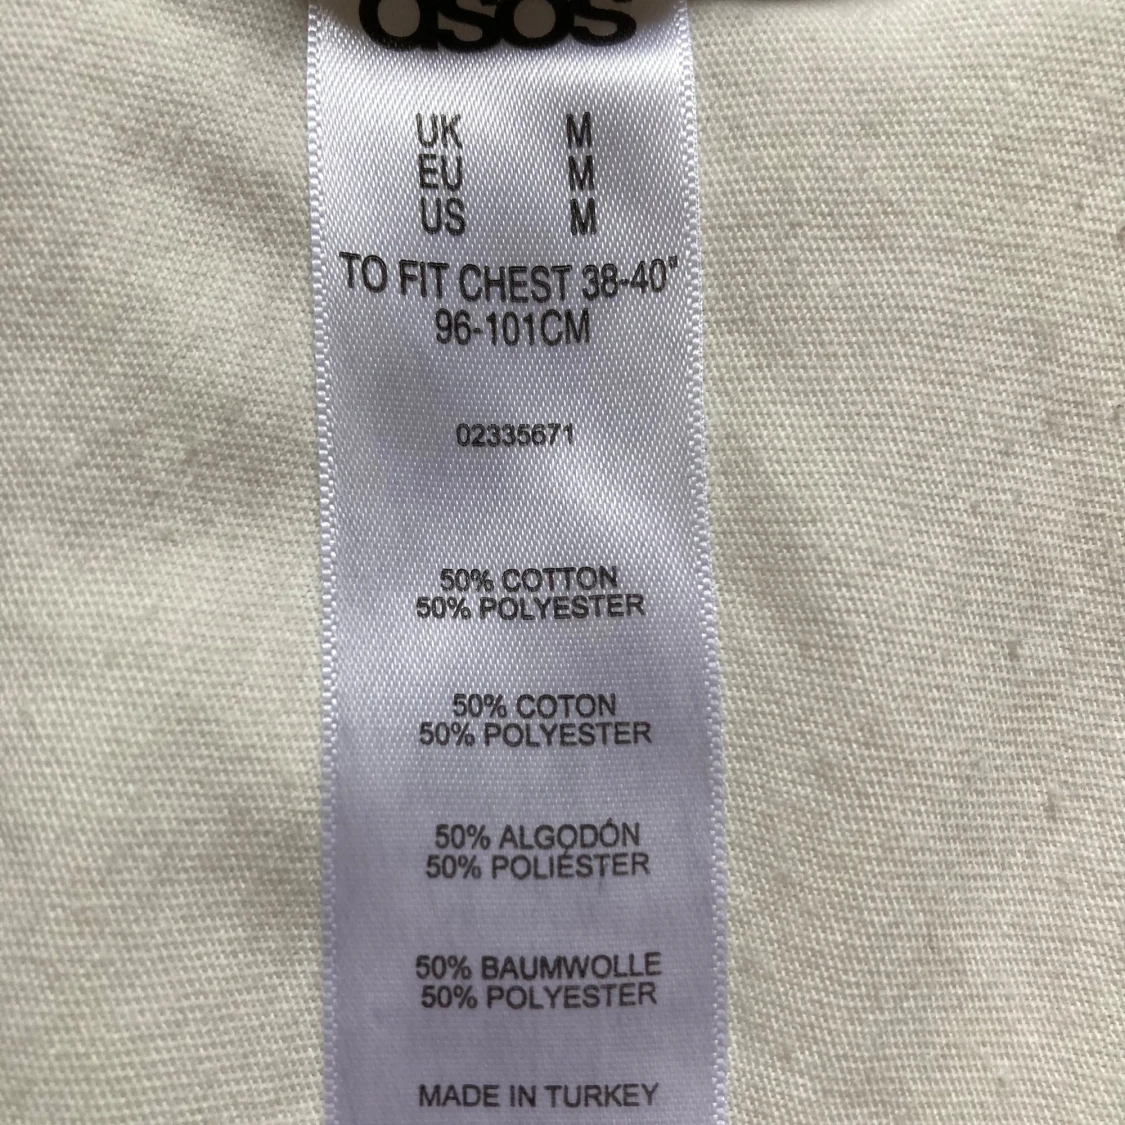 asos
UK M
EU M
US M
TO FIT CHEST 38-40"
96-101CM
02335671
50% COTTON
50% POLYESTER
50% COTON
50% POLYESTER
50% ALGODÓN
50% POLIÉSTER
50% BAUMWOLLE
50% POLYESTER
MADE IN TURKEY